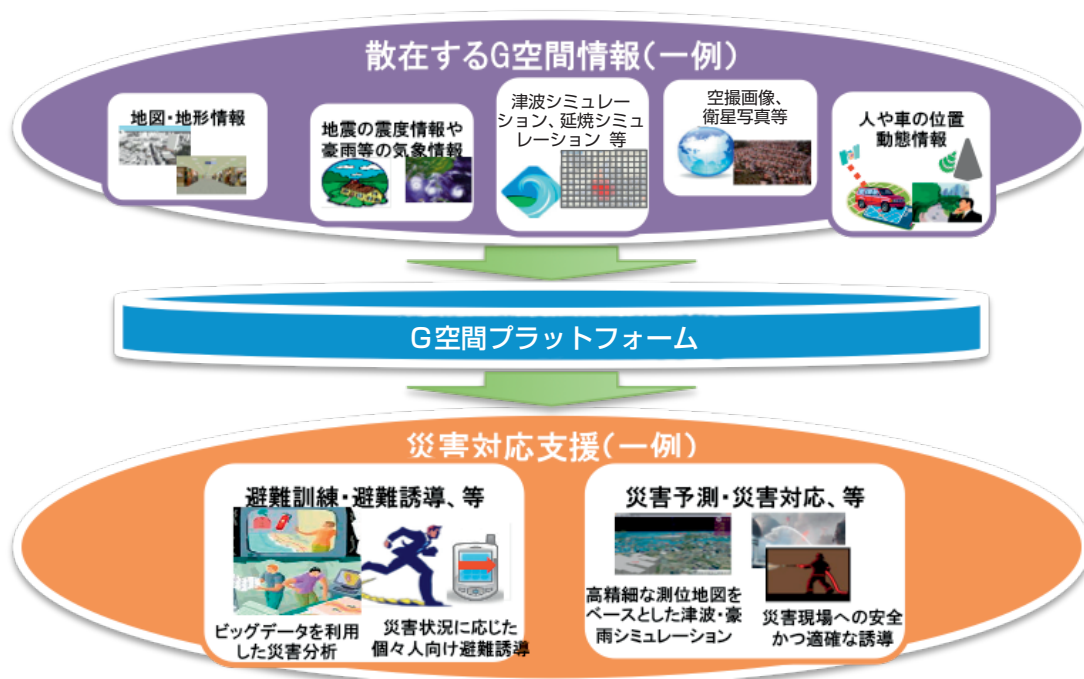 散在するG空間情報(一例)
地図・地形情報
地震の震度情報や
豪雨等の気象情報
津波シミュレー
ション、延焼シミュ
レーション 等
空撮画像、
衛星写真等
人や車の位置
動態情報
G空間プラットフォーム
災害対応支援(一例)
避難訓練・避難誘導、等
ビッグデータを利用
した災害分析
災害状況に応じた
個々人向け避難誘導
災害予測・災害対応、等
高精細な測位地図を
ベースとした津波・豪
雨シミュレーション
災害現場への安全
かつ適確な誘導